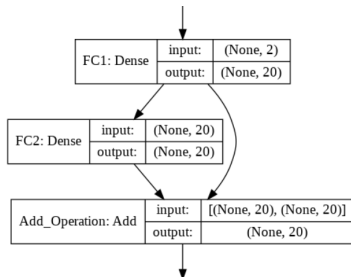 FC1: Dense
input: (None, 2)
output: (None, 20)
FC2: Dense
input: (None, 20)
output: (None, 20)
Add_Operation: Add
input: [(None, 20), (None, 20)]
output: (None, 20)